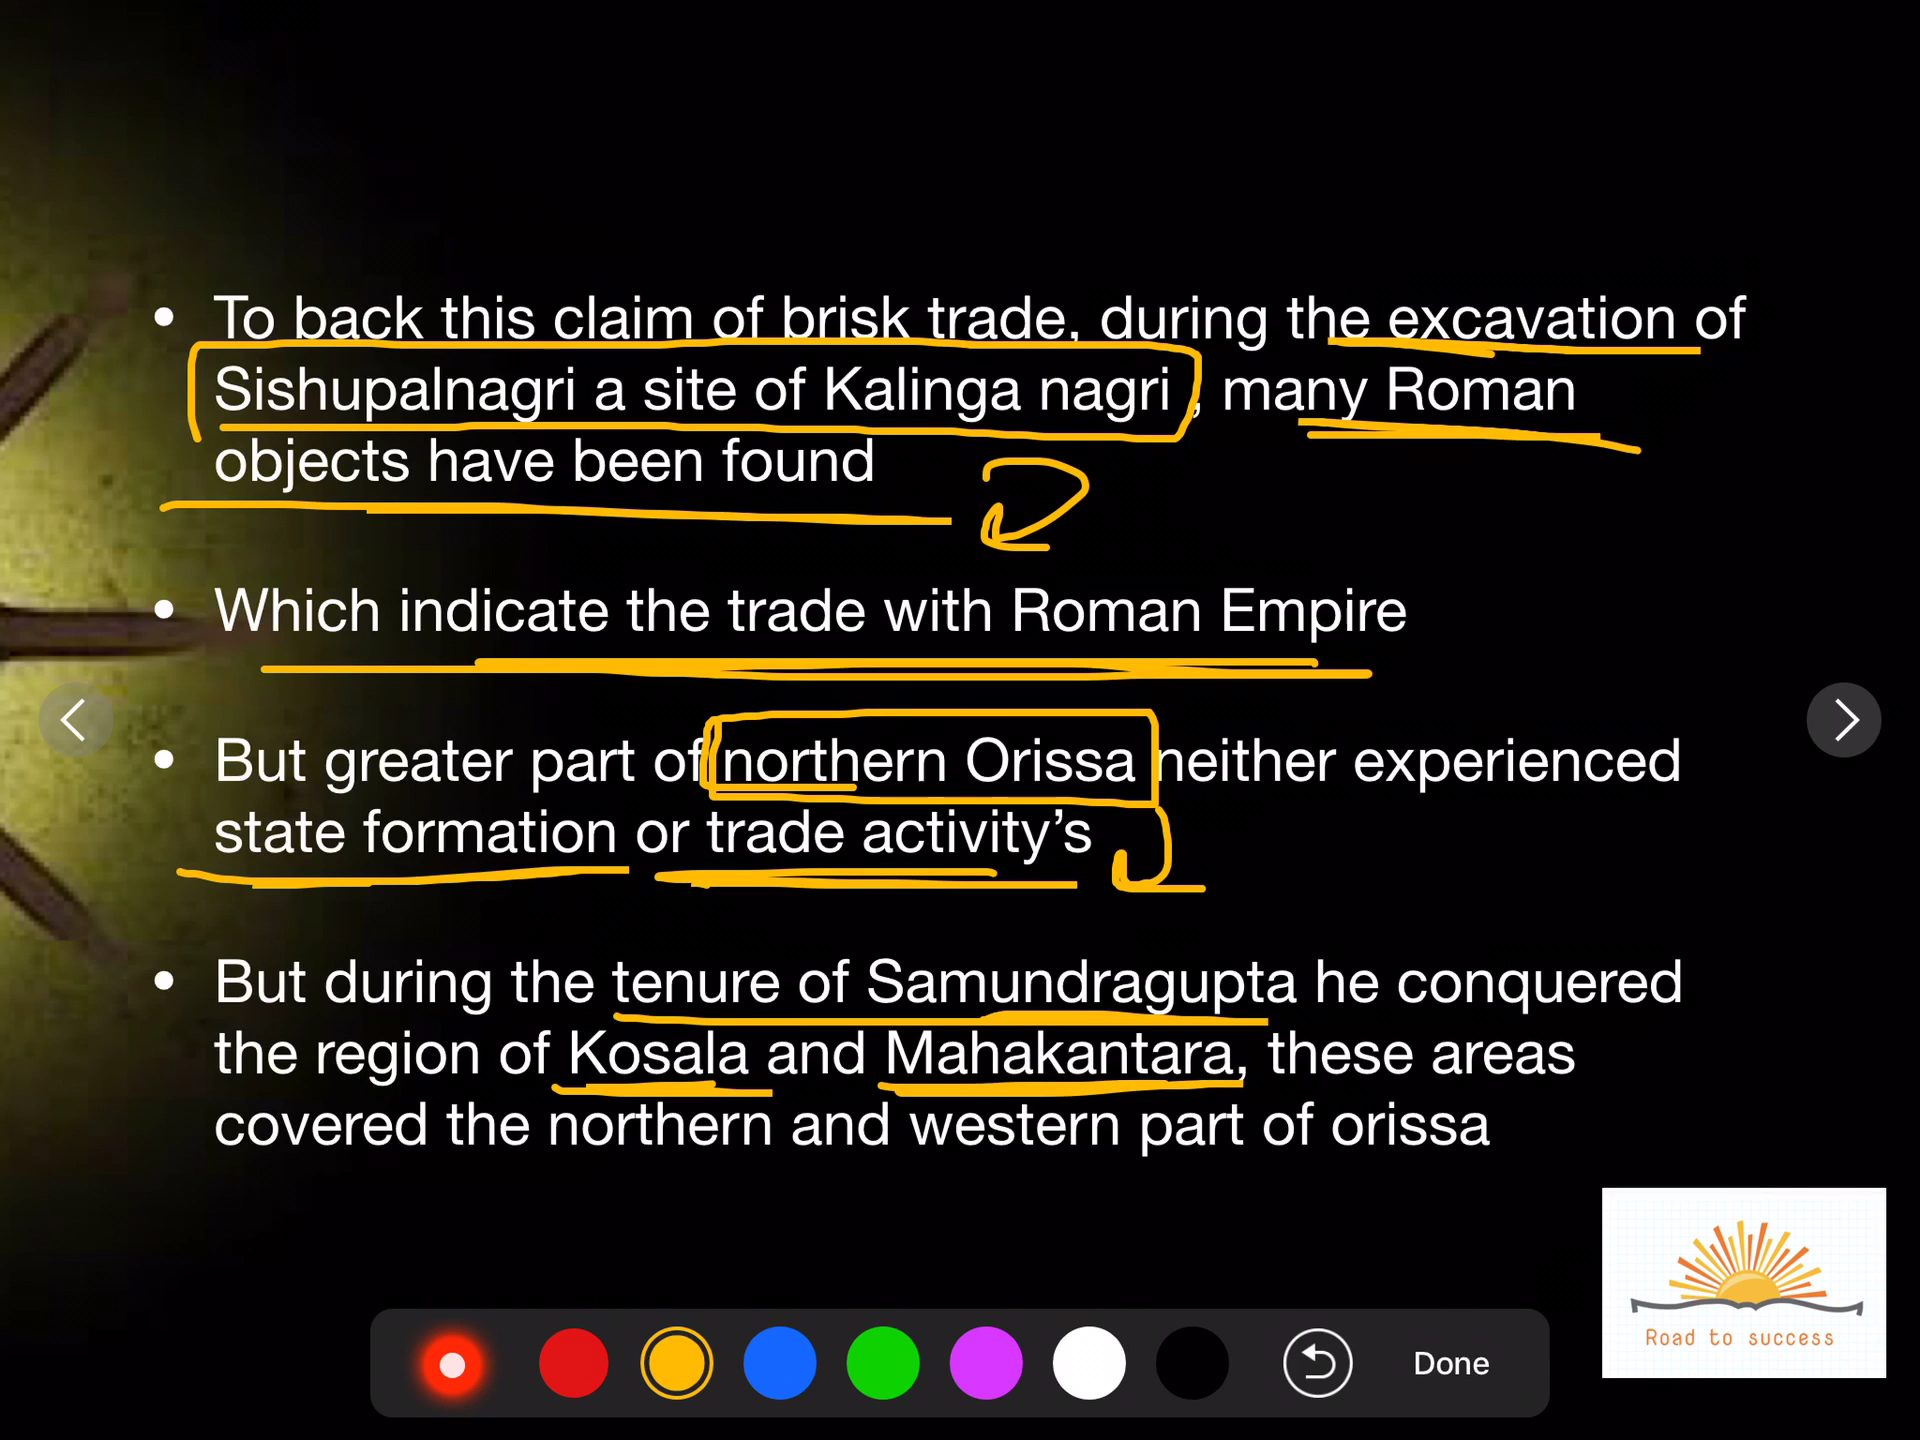 • To back this claim of brisk trade, during the excavation of
Sishupalnagri a site of Kalinga nagri , many Roman
objects have been found
• Which indicate the trade with Roman Empire
• But greater part of northern Orissa neither experienced
state formation or trade activity’s
• But during the tenure of Samundragupta he conquered
the region of Kosala and Mahakantara, these areas
covered the northern and western part of orissa
Road to success
Done